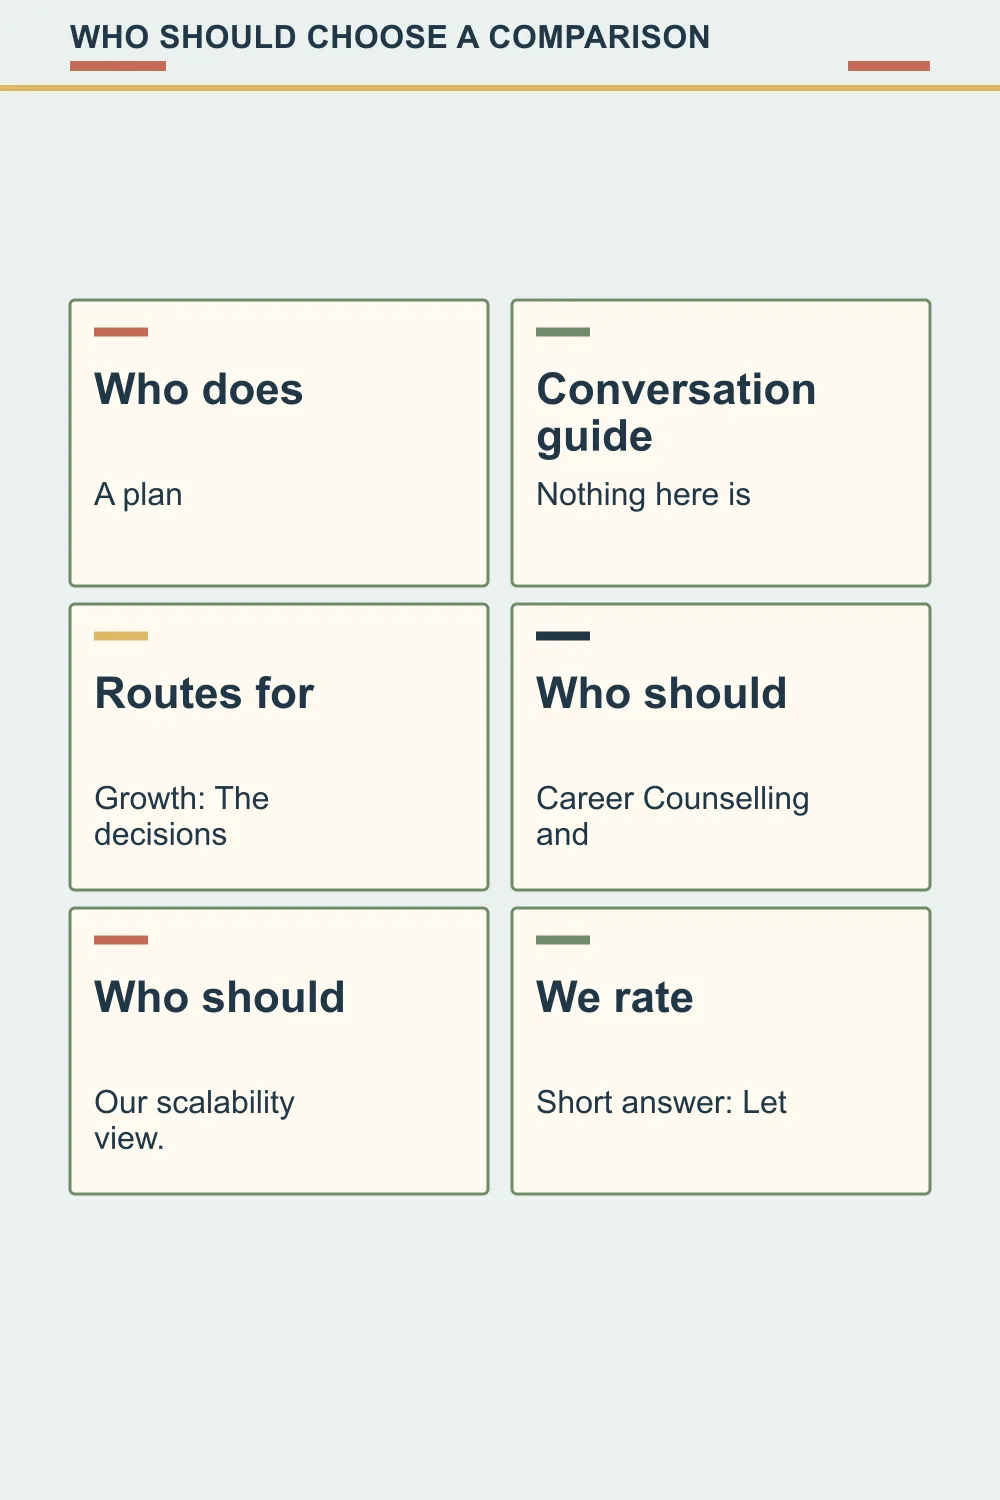 WHO SHOULD CHOOSE A COMPARISON
Who does
A plan
Conversation
guide
Nothing here is
Routes for
Growth: The
decisions
Who should
Career Counselling
and
Who should
Our scalability
view.
We rate
Short answer: Let